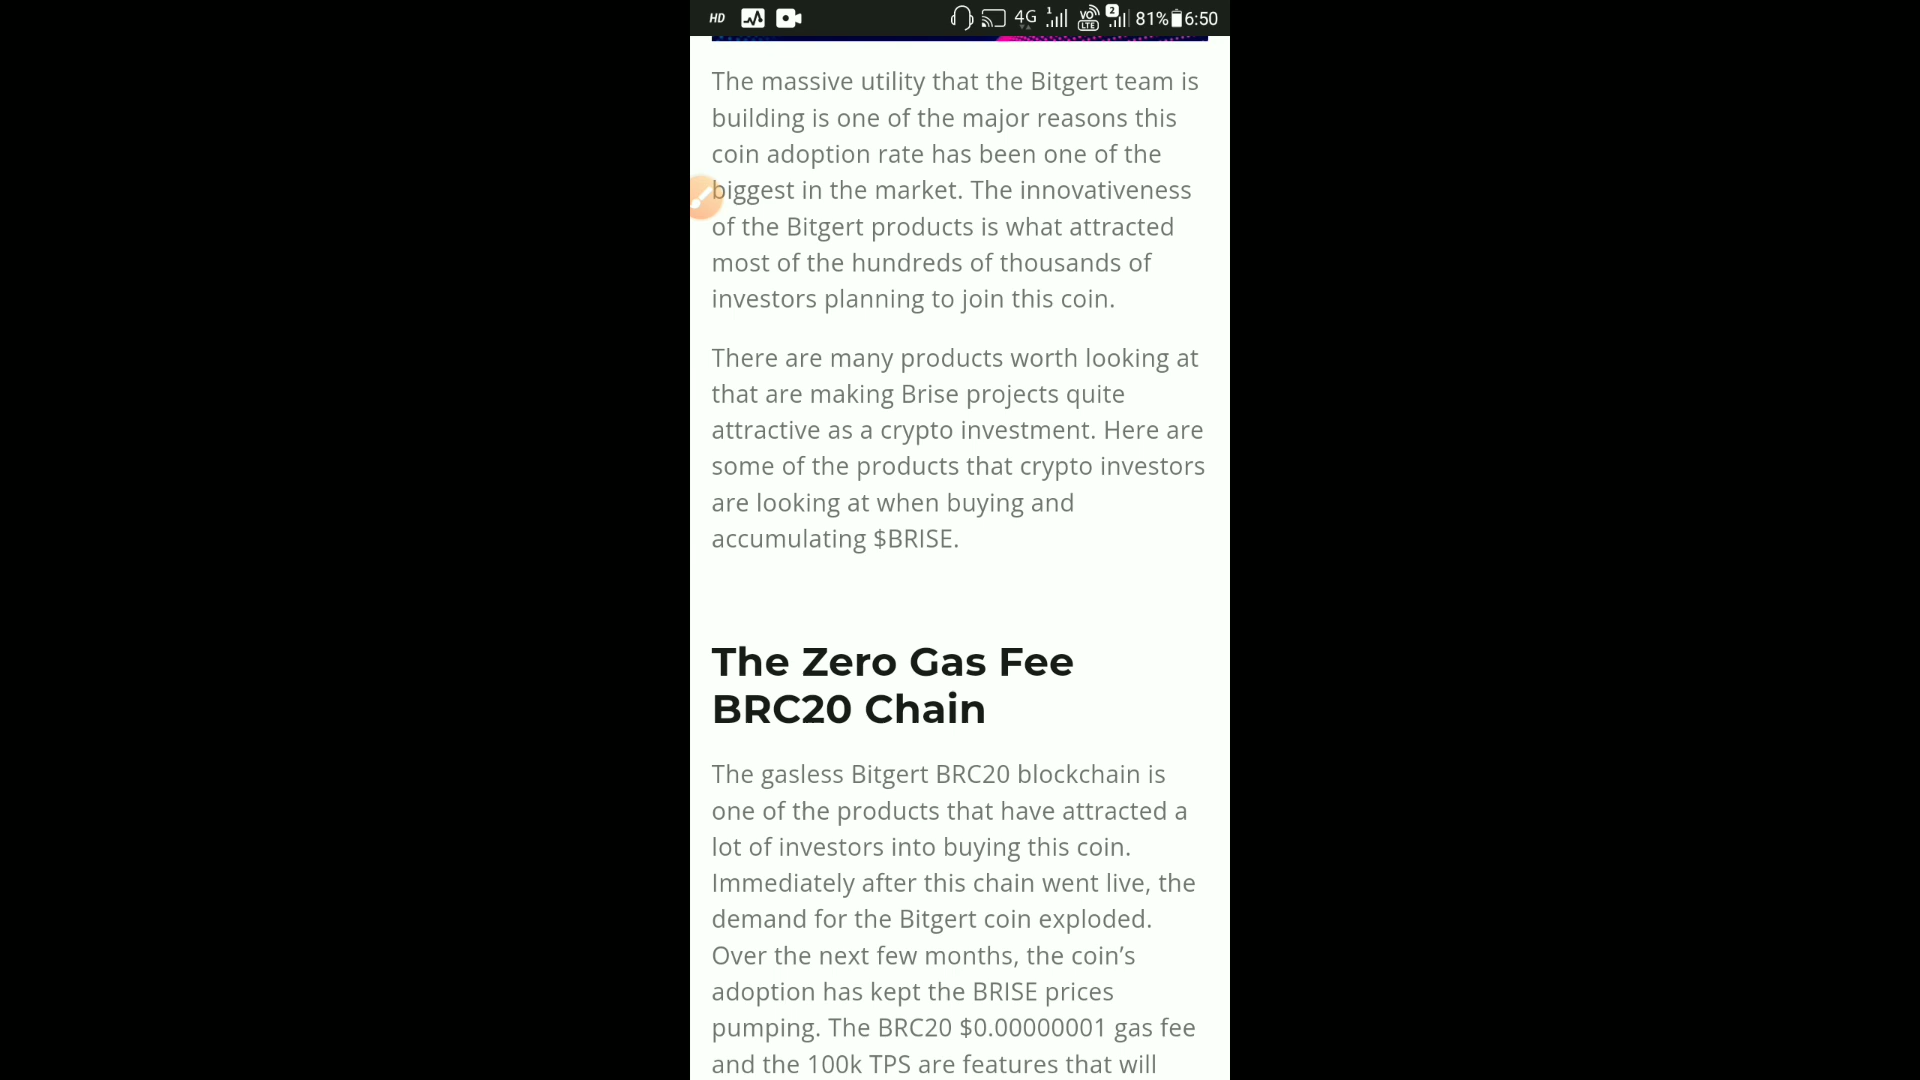 HD 4G 1 VO LTE 2 81% 6:50
The massive utility that the Bitgert team is
building is one of the major reasons this
coin adoption rate has been one of the
biggest in the market. The innovativeness
of the Bitgert products is what attracted
most of the hundreds of thousands of
investors planning to join this coin.
There are many products worth looking at
that are making Brise projects quite
attractive as a crypto investment. Here are
some of the products that crypto investors
are looking at when buying and
accumulating $BRISE.
The Zero Gas Fee
BRC20 Chain
The gasless Bitgert BRC20 blockchain is
one of the products that have attracted a
lot of investors into buying this coin.
Immediately after this chain went live, the
demand for the Bitgert coin exploded.
Over the next few months, the coin’s
adoption has kept the BRISE prices
pumping. The BRC20 $0.00000001 gas fee
and the 100k TPS are features that will